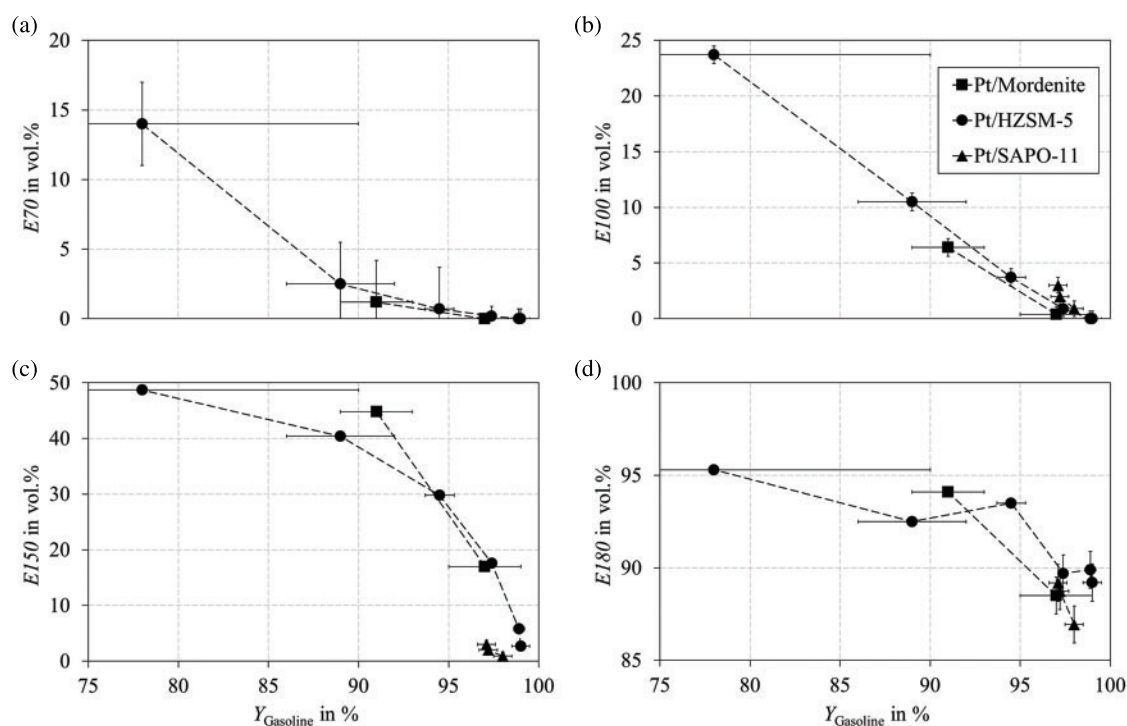 (a)
20
15
10
5
0
E70 in vol.%
(b)
25
20
15
10
5
0
E100 in vol.%
Pt/Mordenite
Pt/HZSM-5
Pt/SAPO-11
(c)
50
40
30
20
10
0
E150 in vol.%
75 80 85 90 95 100
Y_Gasoline in %
(d)
100
95
90
85
E180 in vol.%
75 80 85 90 95 100
Y_Gasoline in %